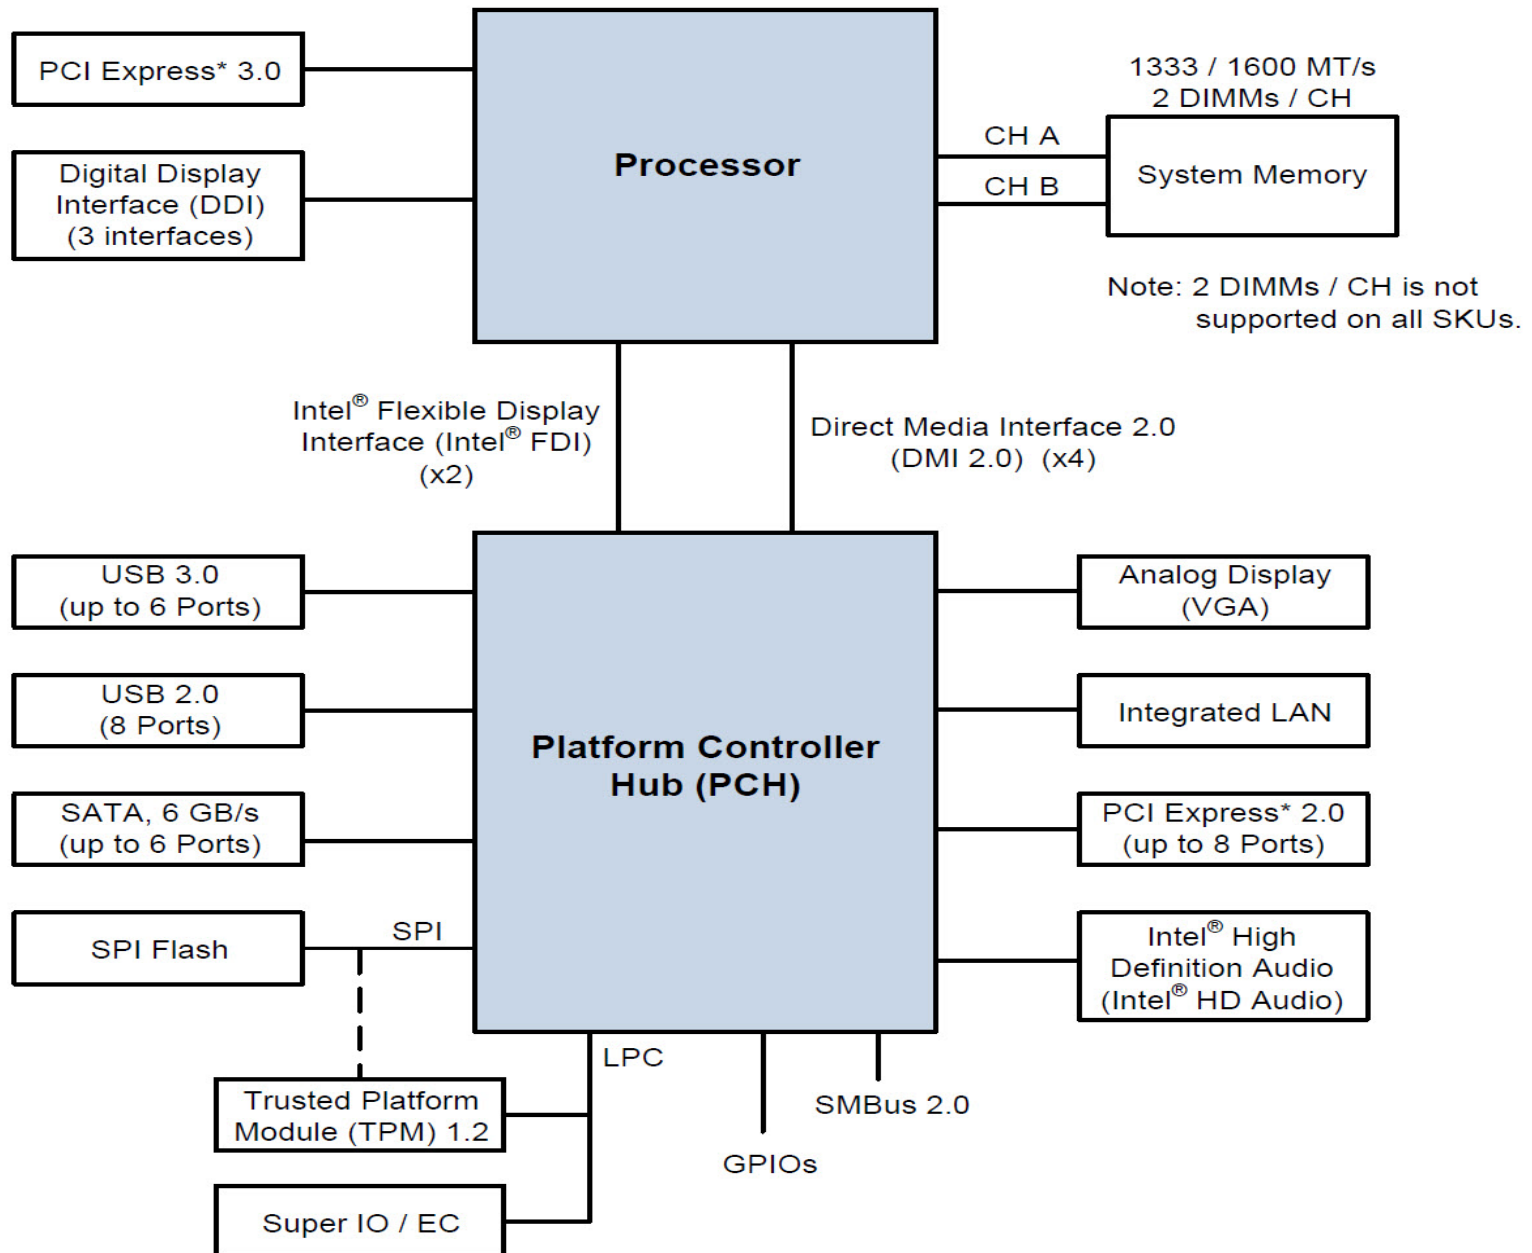 PCI Express* 3.0
Digital Display
Interface (DDI)
(3 interfaces)
Processor
CH A
CH B
1333 / 1600 MT/s
2 DIMMs / CH
System Memory
Note: 2 DIMMs / CH is not
supported on all SKUs.
Intel® Flexible Display
Interface (Intel® FDI)
(x2)
Direct Media Interface 2.0
(DMI 2.0) (x4)
USB 3.0
(up to 6 Ports)
USB 2.0
(8 Ports)
SATA, 6 GB/s
(up to 6 Ports)
SPI Flash
SPI
Platform Controller
Hub (PCH)
Analog Display
(VGA)
Integrated LAN
PCI Express* 2.0
(up to 8 Ports)
Intel® High
Definition Audio
(Intel® HD Audio)
LPC
Trusted Platform
Module (TPM) 1.2
Super IO / EC
GPIOs
SMBus 2.0